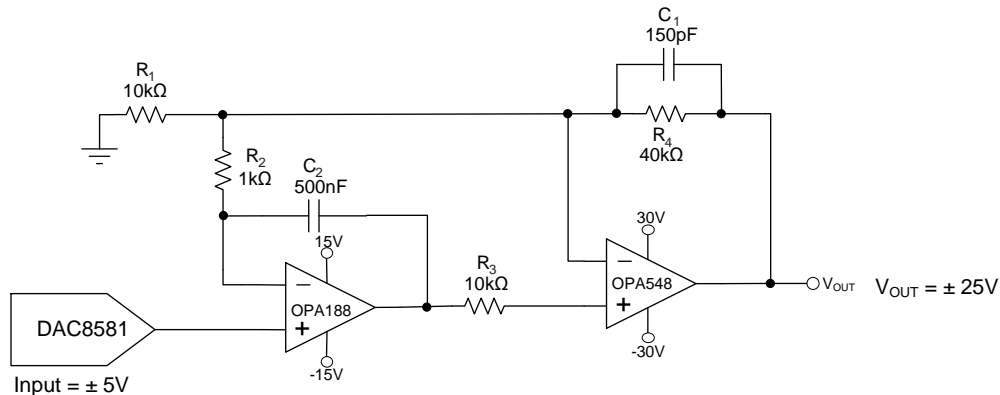 C1
150pF
R1
10kΩ
R4
40kΩ
R2
1kΩ
C2
500nF
15V
30V
R3
10kΩ
−
OPA188
+
−
OPA548
+
VOUT
VOUT = ± 25V
DAC8581
-15V
-30V
Input = ± 5V